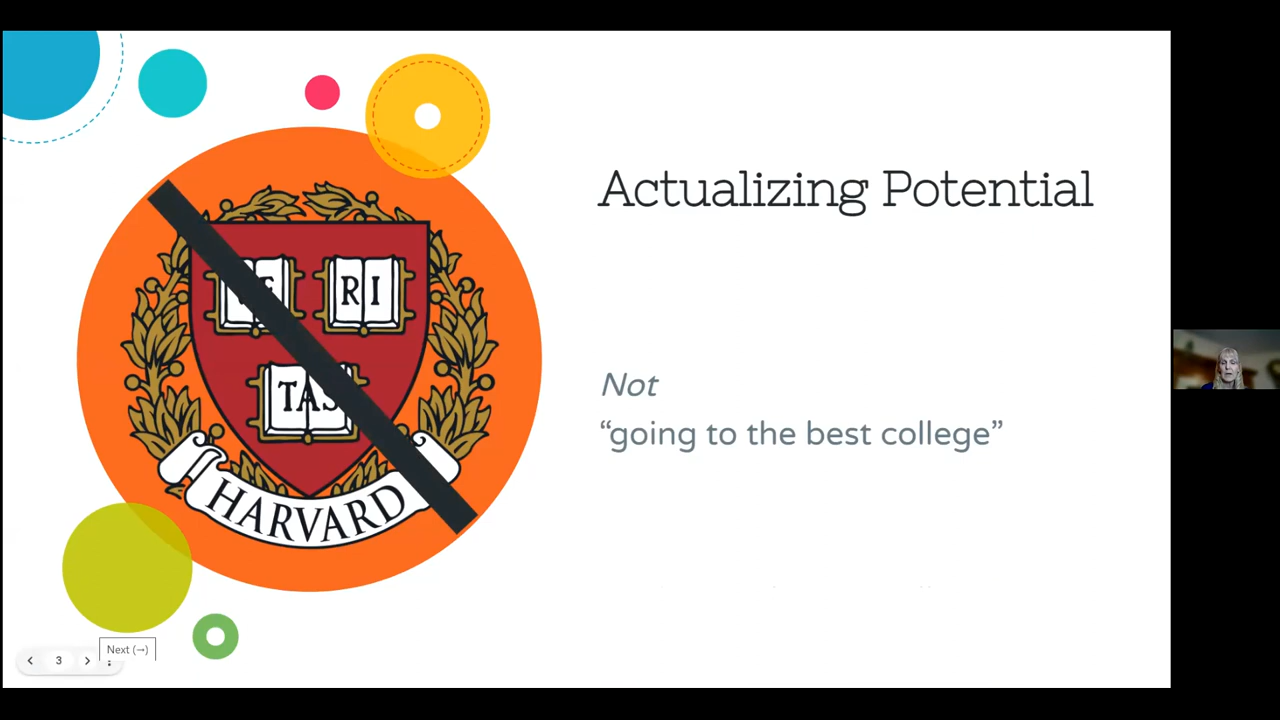 Actualizing Potential
Not
“going to the best college”
RI
TAS
HARVARD
3
Next (→)